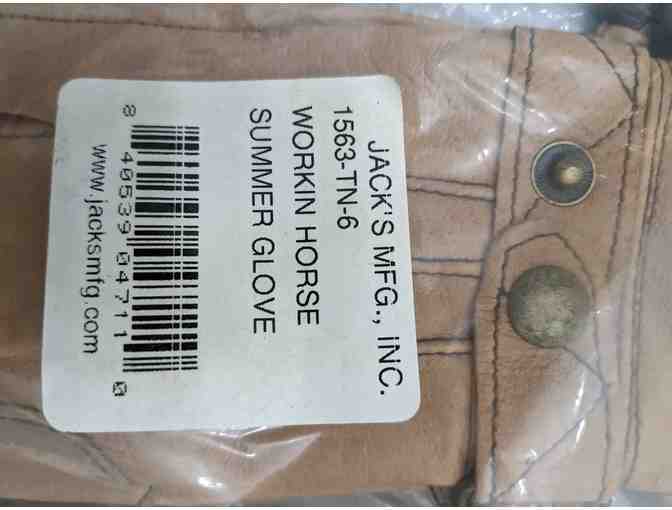 JACK'S MFG., INC.
1563-TN-6
WORKIN HORSE
SUMMER GLOVE
8 40539 04711 0
www.jacksmfg.com